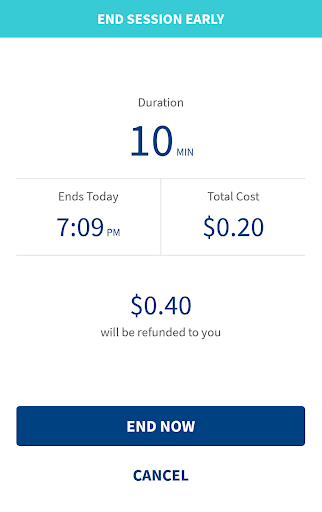 END SESSION EARLY
Duration
10 MIN
Ends Today
7:09 PM
Total Cost
$0.20
$0.40
will be refunded to you
END NOW
CANCEL